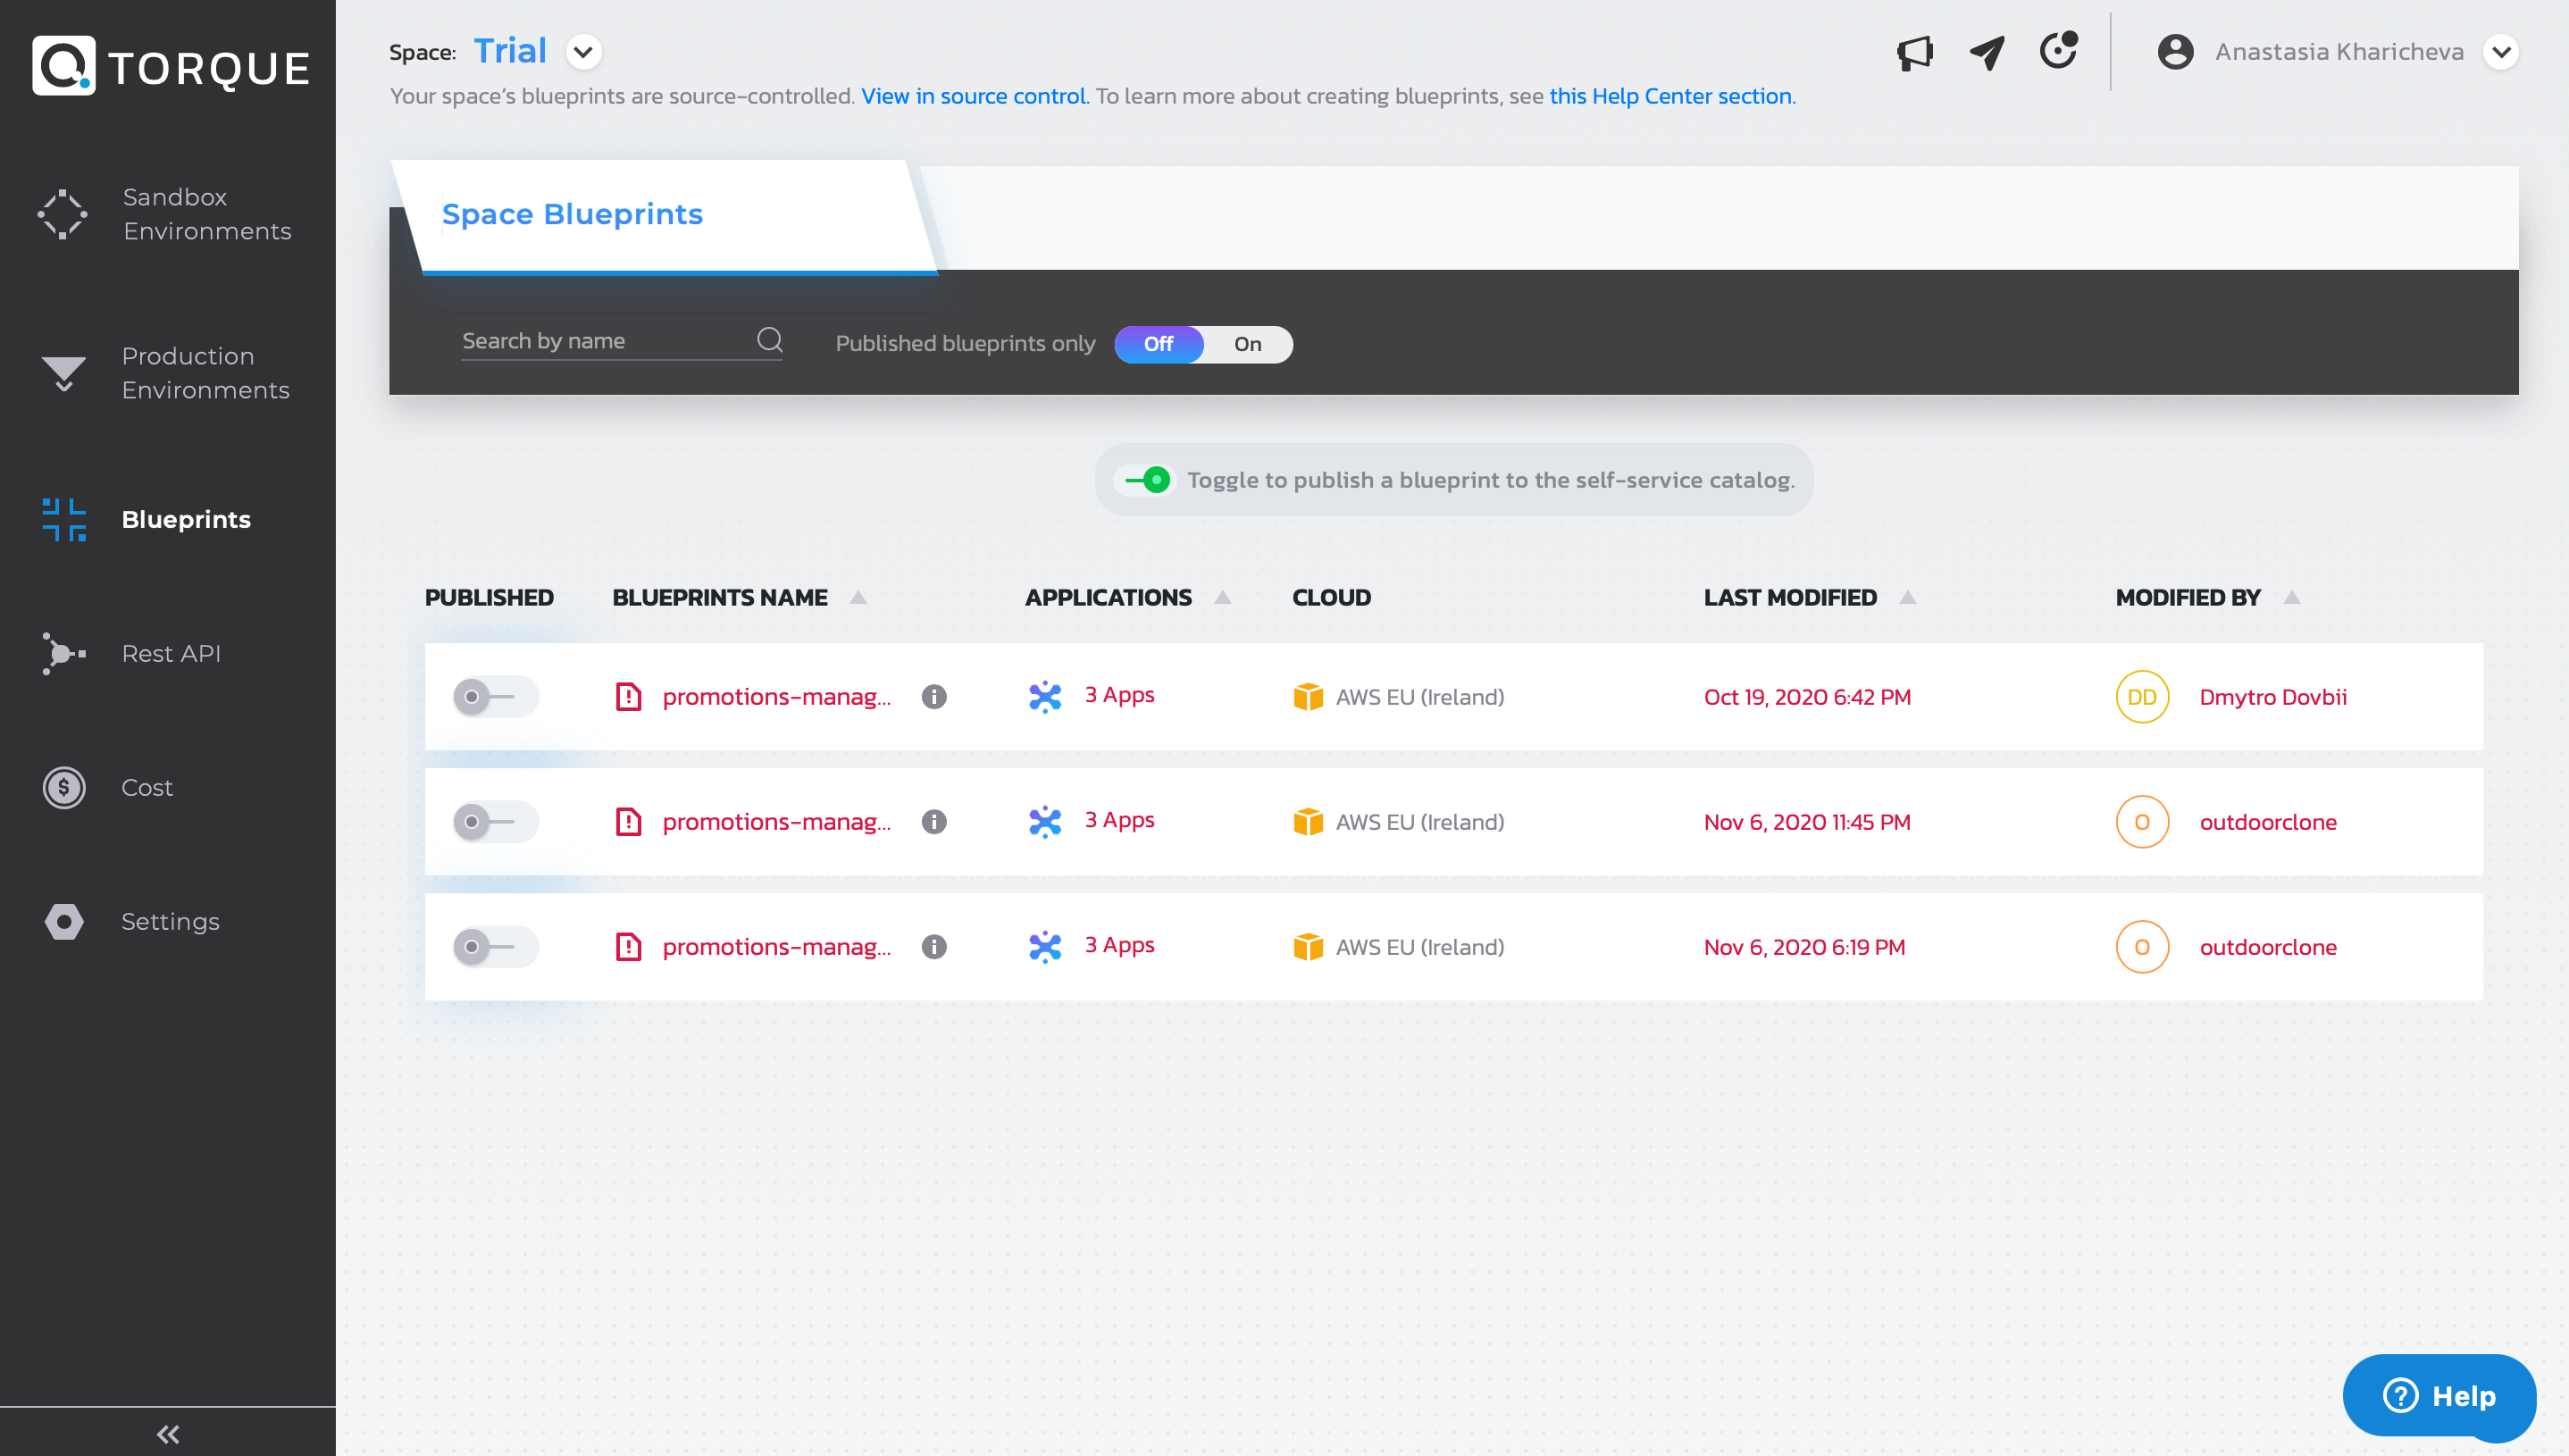 TORQUE
Space: Trial
Anastasia Kharicheva
Your space's blueprints are source-controlled. View in source control. To learn more about creating blueprints, see this Help Center section.
Sandbox
Environments
Production
Environments
Blueprints
Rest API
Cost
Settings
Space Blueprints
Search by name
Published blueprints only
Off
On
Toggle to publish a blueprint to the self-service catalog.
PUBLISHED BLUEPRINTS NAME APPLICATIONS CLOUD LAST MODIFIED MODIFIED BY
promotions-manag... 3 Apps AWS EU (Ireland) Oct 19, 2020 6:42 PM DD Dmytro Dovbii
promotions-manag... 3 Apps AWS EU (Ireland) Nov 6, 2020 11:45 PM O outdoorclone
promotions-manag... 3 Apps AWS EU (Ireland) Nov 6, 2020 6:19 PM O outdoorclone
Help